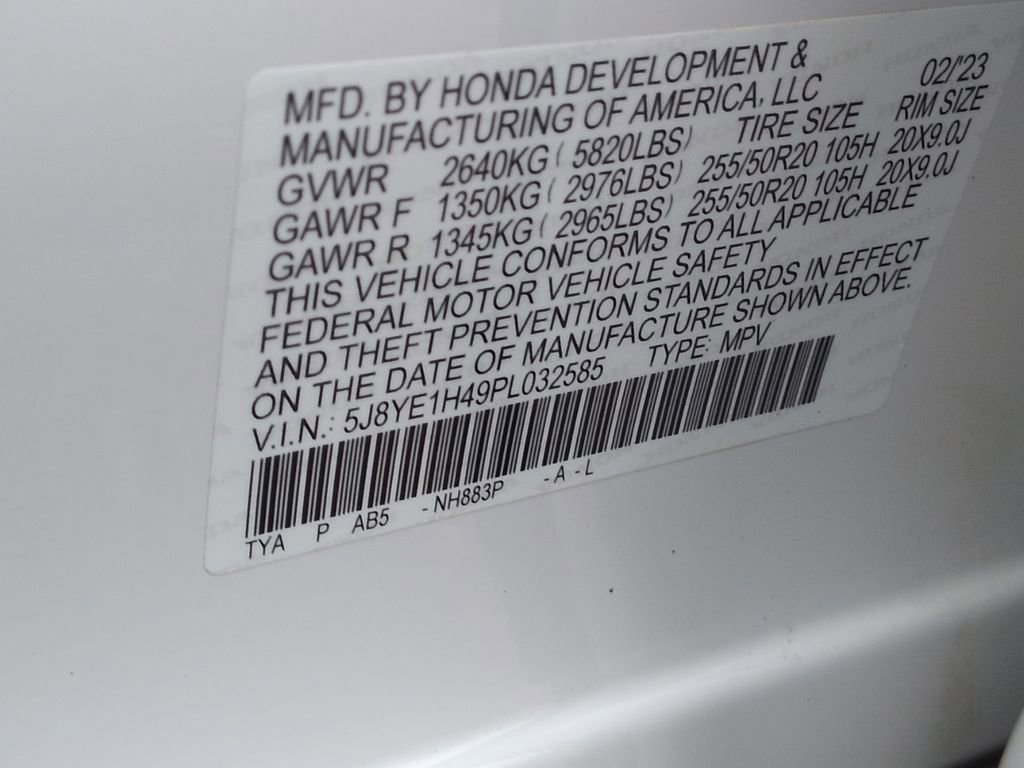 MFD. BY HONDA DEVELOPMENT &
MANUFACTURING OF AMERICA, LLC 02/'23
GVWR 2640KG ( 5820LBS) TIRE SIZE RIM SIZE
GAWR F 1350KG ( 2976LBS) 255/50R20 105H 20X9.0J
GAWR R 1345KG ( 2965LBS) 255/50R20 105H 20X9.0J
THIS VEHICLE CONFORMS TO ALL APPLICABLE
FEDERAL MOTOR VEHICLE SAFETY
AND THEFT PREVENTION STANDARDS IN EFFECT
ON THE DATE OF MANUFACTURE SHOWN ABOVE.
V.I.N.: 5J8YE1H49PL032585 TYPE: MPV
TYA P AB5 -NH883P -A-L